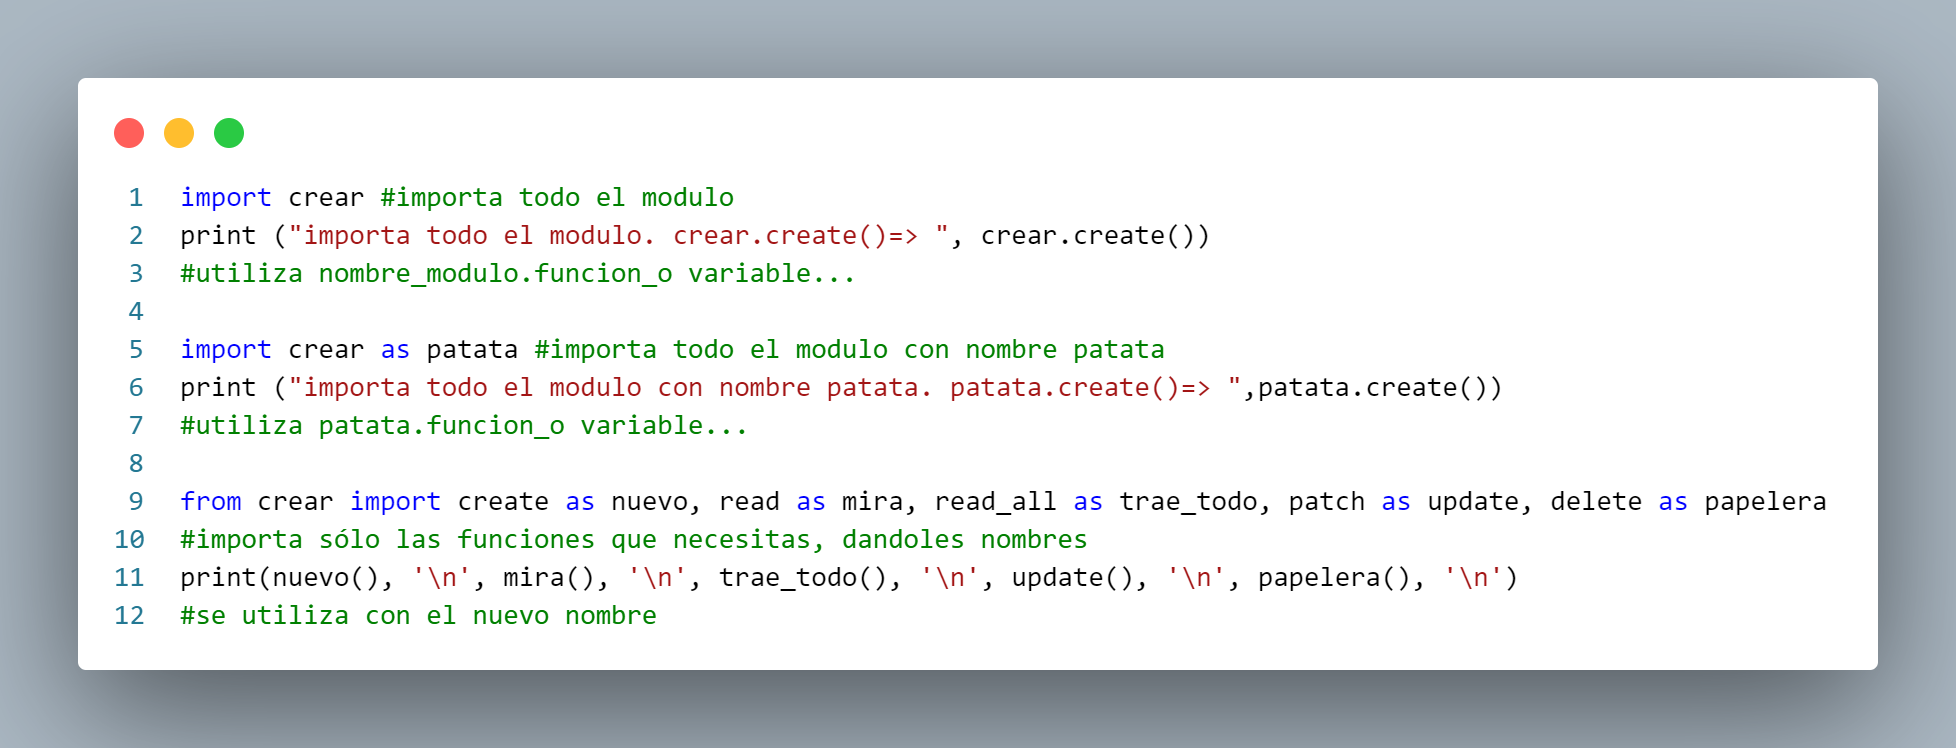 1 import crear #importa todo el modulo
2 print ("importa todo el modulo. crear.create()=> ", crear.create())
3 #utiliza nombre_modulo.funcion_o variable...
4
5 import crear as patata #importa todo el modulo con nombre patata
6 print ("importa todo el modulo con nombre patata. patata.create()=> ",patata.create())
7 #utiliza patata.funcion_o variable...
8
9 from crear import create as nuevo, read as mira, read_all as trae_todo, patch as update, delete as papelera
10 #importa sólo las funciones que necesitas, dandoles nombres
11 print(nuevo(), '\n', mira(), '\n', trae_todo(), '\n', update(), '\n', papelera(), '\n')
12 #se utiliza con el nuevo nombre